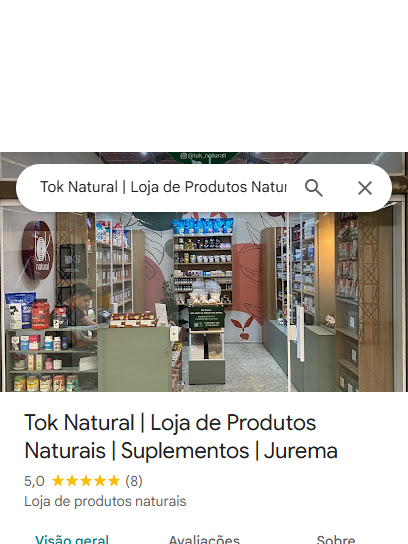 @tok_naturall
Tok Natural | Loja de Produtos Natur
tok
natural
Tok Natural | Loja de Produtos
Naturais | Suplementos | Jurema
5,0 (8)
Loja de produtos naturais
Visão geral Avaliações Sobre